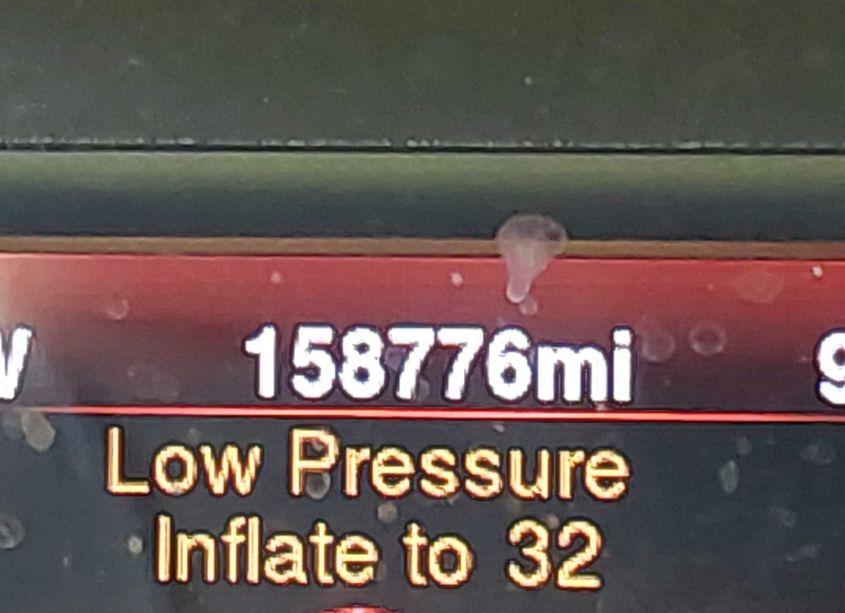 158776mi
Low Pressure
Inflate to 32